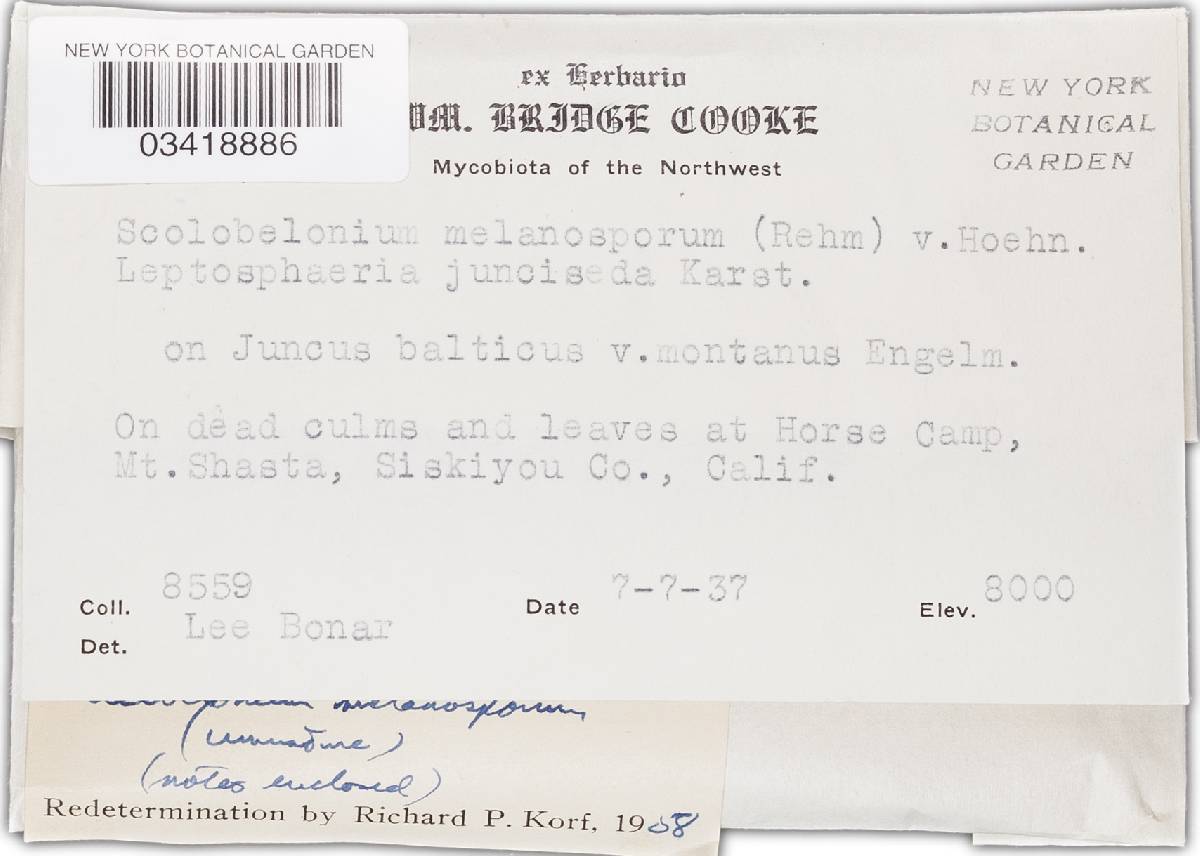 NEW YORK BOTANICAL GARDEN
03418886
ex Herbario
WM. BRIDGE COOKE
Mycobiota of the Northwest
NEW YORK
BOTANICAL
GARDEN
Scolobelonium melanosporum (Rehm) v.Hoehn.
Leptosphaeria junciseda Karst.
on Juncus balticus v.montanus Engelm.
On dead culms and leaves at Horse Camp,
Mt.Shasta, Siskiyou Co., Calif.
Coll. 8559
Date 7-7-37
Elev. 8000
Det. Lee Bonar
melanosporum
(immature)
(notes enclosed)
Redetermination by Richard P. Korf, 1958